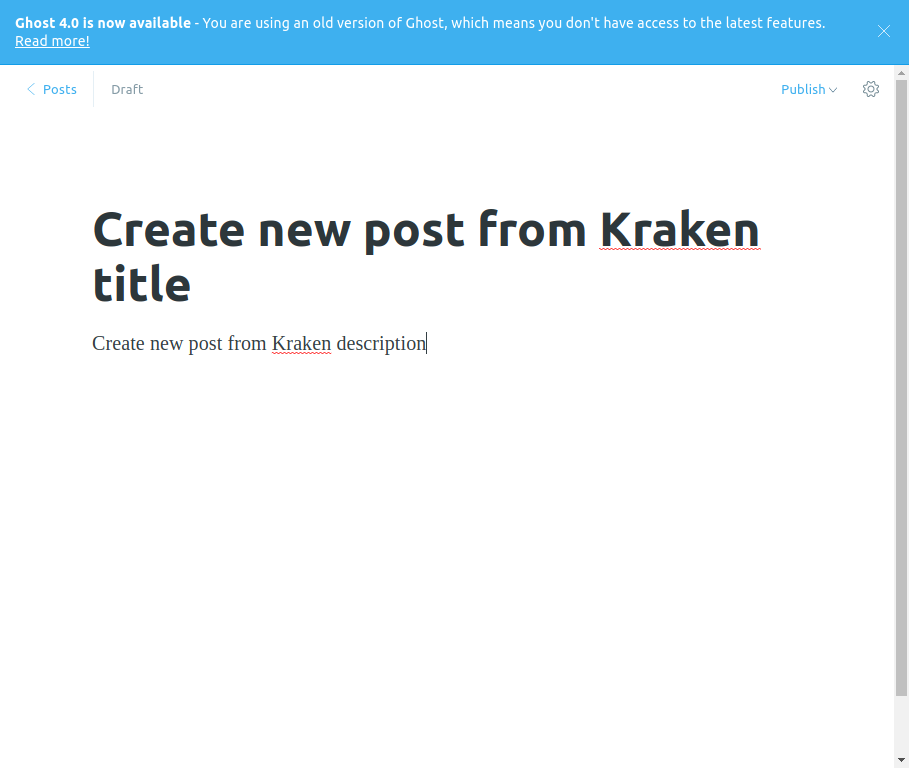 Ghost 4.0 is now available - You are using an old version of Ghost, which means you don't have access to the latest features.
Read more!
Posts
Draft
Publish
Create new post from Kraken
title
Create new post from Kraken description